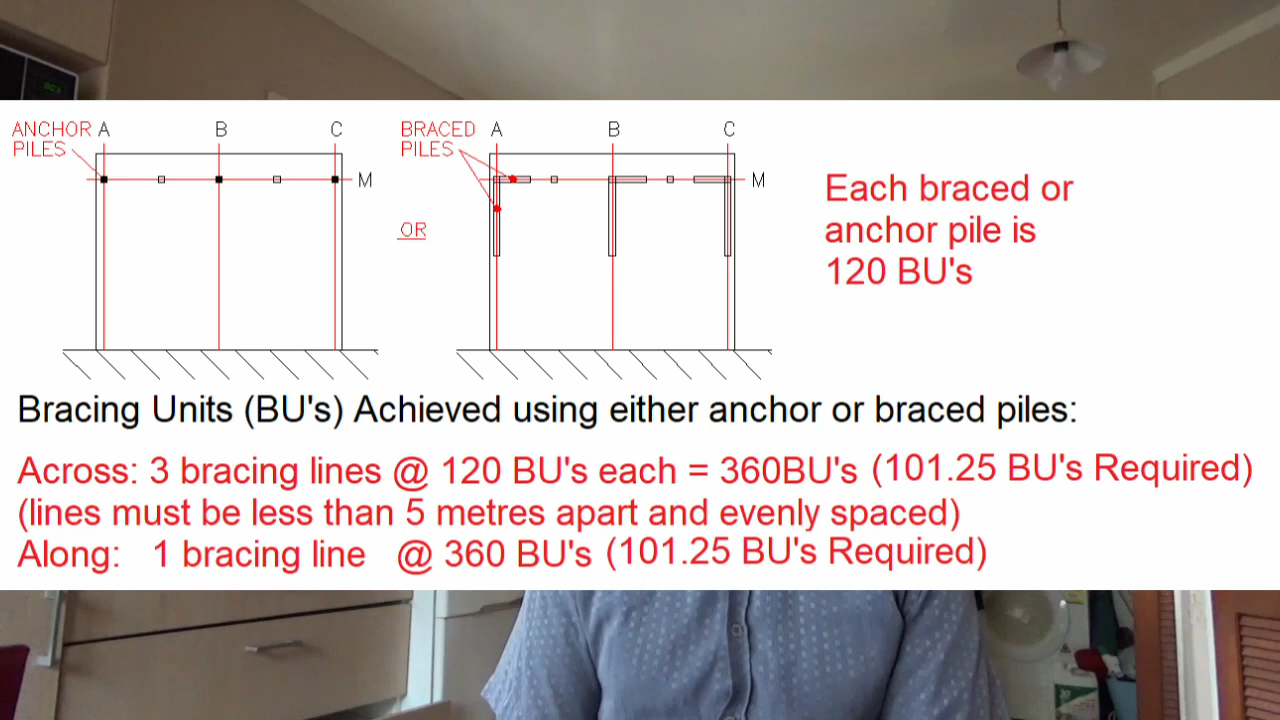 ANCHOR PILES
A B C
M
OR
BRACED PILES
A B C
M
Each braced or
anchor pile is
120 BU's
Bracing Units (BU's) Achieved using either anchor or braced piles:
Across: 3 bracing lines @ 120 BU's each = 360BU's (101.25 BU's Required)
(lines must be less than 5 metres apart and evenly spaced)
Along: 1 bracing line @ 360 BU's (101.25 BU's Required)